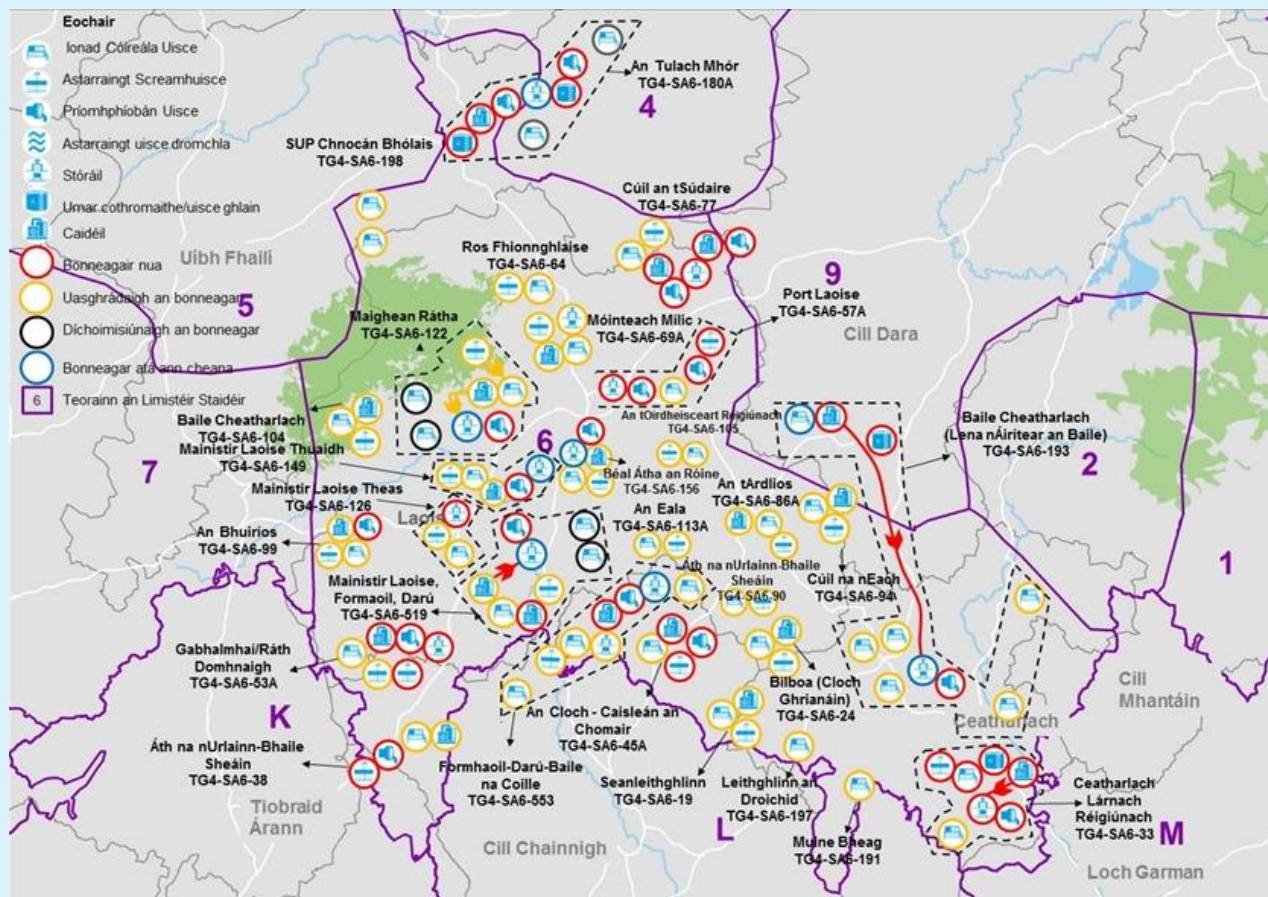 Eochair
Ionad Cóireála Uisce
Astarraingt Screamhuisce
Príomhphíobán Uisce
Astarraingt uisce dromchla
Stóráil
Umar cothromaithe/uisce ghlain
Caidéil
Bonneagair nua
Uasghrádaigh an bonneagar
Díchoimisiúnaigh an bonneagar
Bonneagar atá ann cheana
6 Teorainn an Limistéir Staidéir
An Tulach Mhór
TG4-SA6-180A
4
SUP Chnocán Bhólais
TG4-SA6-198
Cúil an tSúdaire
TG4-SA6-77
Uíbh Fhailí
5
Ros Fhionnghlaise
TG4-SA6-64
9
Port Laoise
TG4-SA6-57A
Maighean Rátha
TG4-SA6-122
Móinteach Mílic
TG4-SA6-69A
Cill Dara
Baile Cheatharlach
TG4-SA6-104
An tOirdheisceart Réigiúnach
TG4-SA6-105
Baile Cheatharlach
(Lena nÁirítear an Baile)
TG4-SA6-193
2
6
7
Mainistir Laoise Thuaidh
TG4-SA6-149
Béal Átha an Róine
TG4-SA6-156
Mainistir Laoise Theas
TG4-SA6-126
An tArdlios
TG4-SA6-86A
Laois
An Eala
TG4-SA6-113A
An Bhuiríos
TG4-SA6-99
1
Áth na nUrlainn-Bhaile
Sheáin
TG4-SA6-90
Cúil na nEach
TG4-SA6-94
Mainistir Laoise,
Formaoil, Darú
TG4-SA6-519
Gabhalmhaí/Ráth
Domhnaigh
TG4-SA6-53A
Bilboa (Cloch
Ghrianáin)
TG4-SA6-24
Cill
Mhantáin
K
An Cloch - Caisleán an
Chomair
TG4-SA6-45A
Ceatharlach
Áth na nUrlainn-Bhaile
Sheáin
TG4-SA6-38
Formhaoil-Darú-Baile
na Coille
TG4-SA6-553
Seanleithghlinn
TG4-SA6-19
Leithghlinn an
Droichid
TG4-SA6-197
Ceatharlach
Lárnach
Réigiúnach
TG4-SA6-33
Tiobraid
Árann
L
M
Muine Bheag
TG4-SA6-191
Cill Chainnigh
Loch Garman